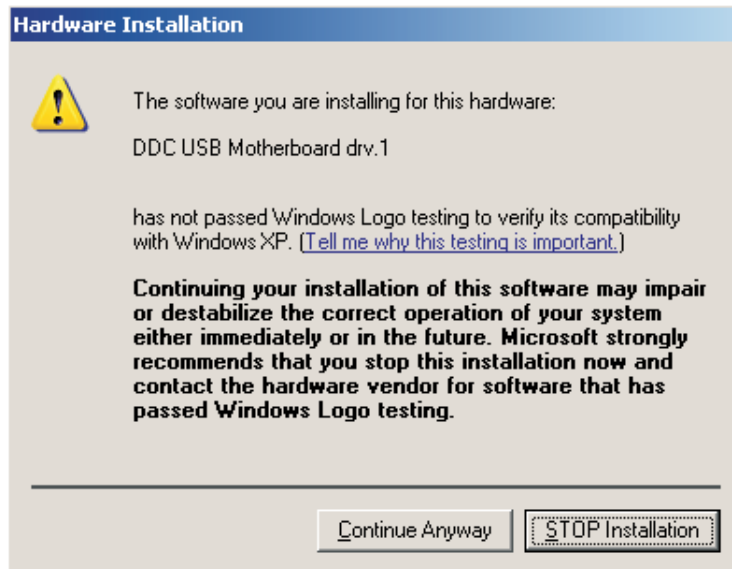 Hardware Installation
The software you are installing for this hardware:
DDC USB Motherboard drv.1
has not passed Windows Logo testing to verify its compatibility
with Windows XP. (Tell me why this testing is important.)
Continuing your installation of this software may impair
or destabilize the correct operation of your system
either immediately or in the future. Microsoft strongly
recommends that you stop this installation now and
contact the hardware vendor for software that has
passed Windows Logo testing.
Continue Anyway
STOP Installation